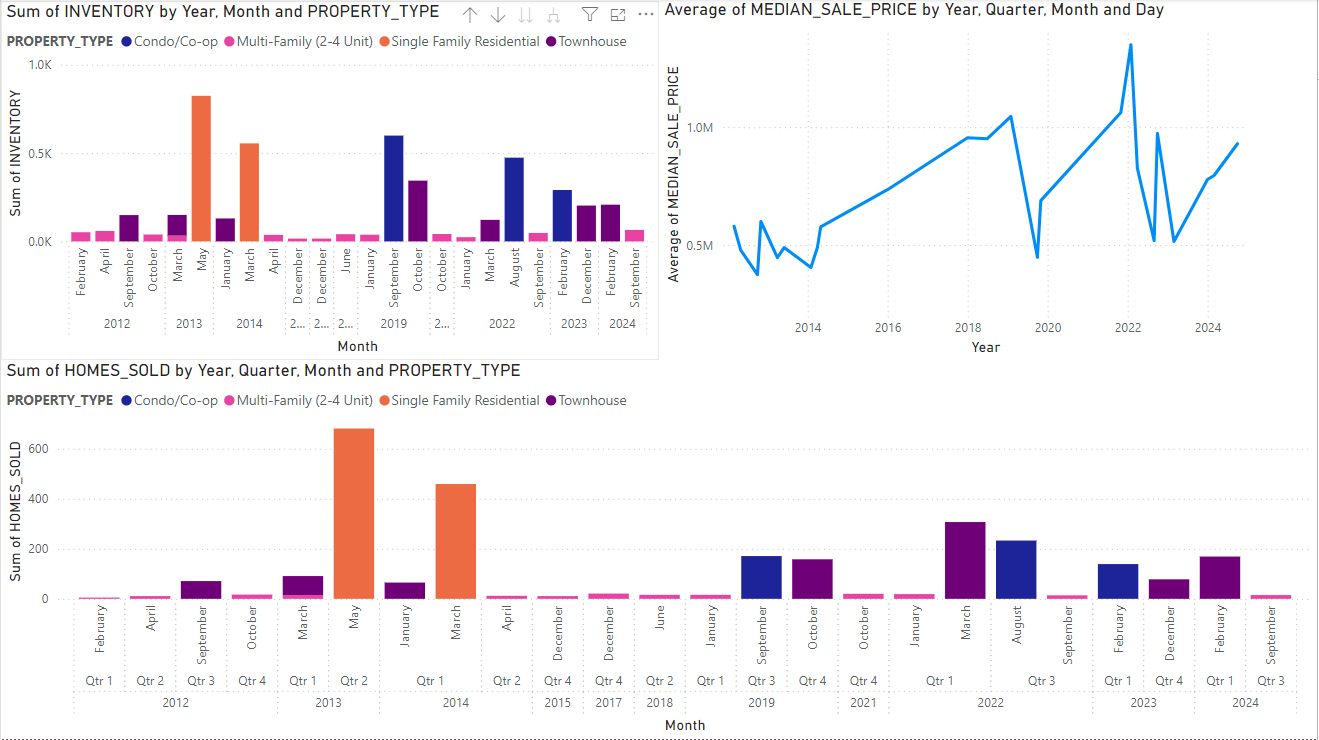 Sum of INVENTORY by Year, Month and PROPERTY_TYPE
PROPERTY_TYPE Condo/Co-op Multi-Family (2-4 Unit) Single Family Residential Townhouse
Sum of INVENTORY
1.0K
0.5K
0.0K
February April September October March May January March April December December June January September October October January March August September February December February September
2012 2013 2014 2... 2... 2... 2019 2... 2022 2023 2024
Month
Average of MEDIAN_SALE_PRICE by Year, Quarter, Month and Day
Average of MEDIAN_SALE_PRICE
1.0M
0.5M
2014 2016 2018 2020 2022 2024
Year
Sum of HOMES_SOLD by Year, Quarter, Month and PROPERTY_TYPE
PROPERTY_TYPE Condo/Co-op Multi-Family (2-4 Unit) Single Family Residential Townhouse
Sum of HOMES_SOLD
600
400
200
0
February April September October March May January March April December December June January September October October January March August September February December February September
Qtr 1 Qtr 2 Qtr 3 Qtr 4 Qtr 1 Qtr 2 Qtr 1 Qtr 2 Qtr 4 Qtr 4 Qtr 2 Qtr 1 Qtr 3 Qtr 4 Qtr 4 Qtr 1 Qtr 3 Qtr 1 Qtr 4 Qtr 1 Qtr 3
2012 2013 2014 2015 2017 2018 2019 2021 2022 2023 2024
Month